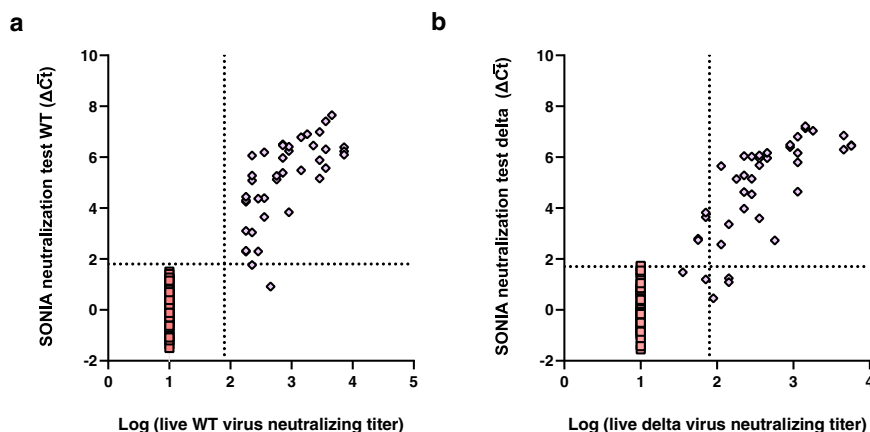 a
SONIA neutralization test WT (ΔC̅t)
10
8
6
4
2
0
-2
0 1 2 3 4 5
Log (live WT virus neutralizing titer)
b
SONIA neutralization test delta (ΔC̅t)
10
8
6
4
2
0
-2
0 1 2 3 4
Log (live delta virus neutralizing titer)